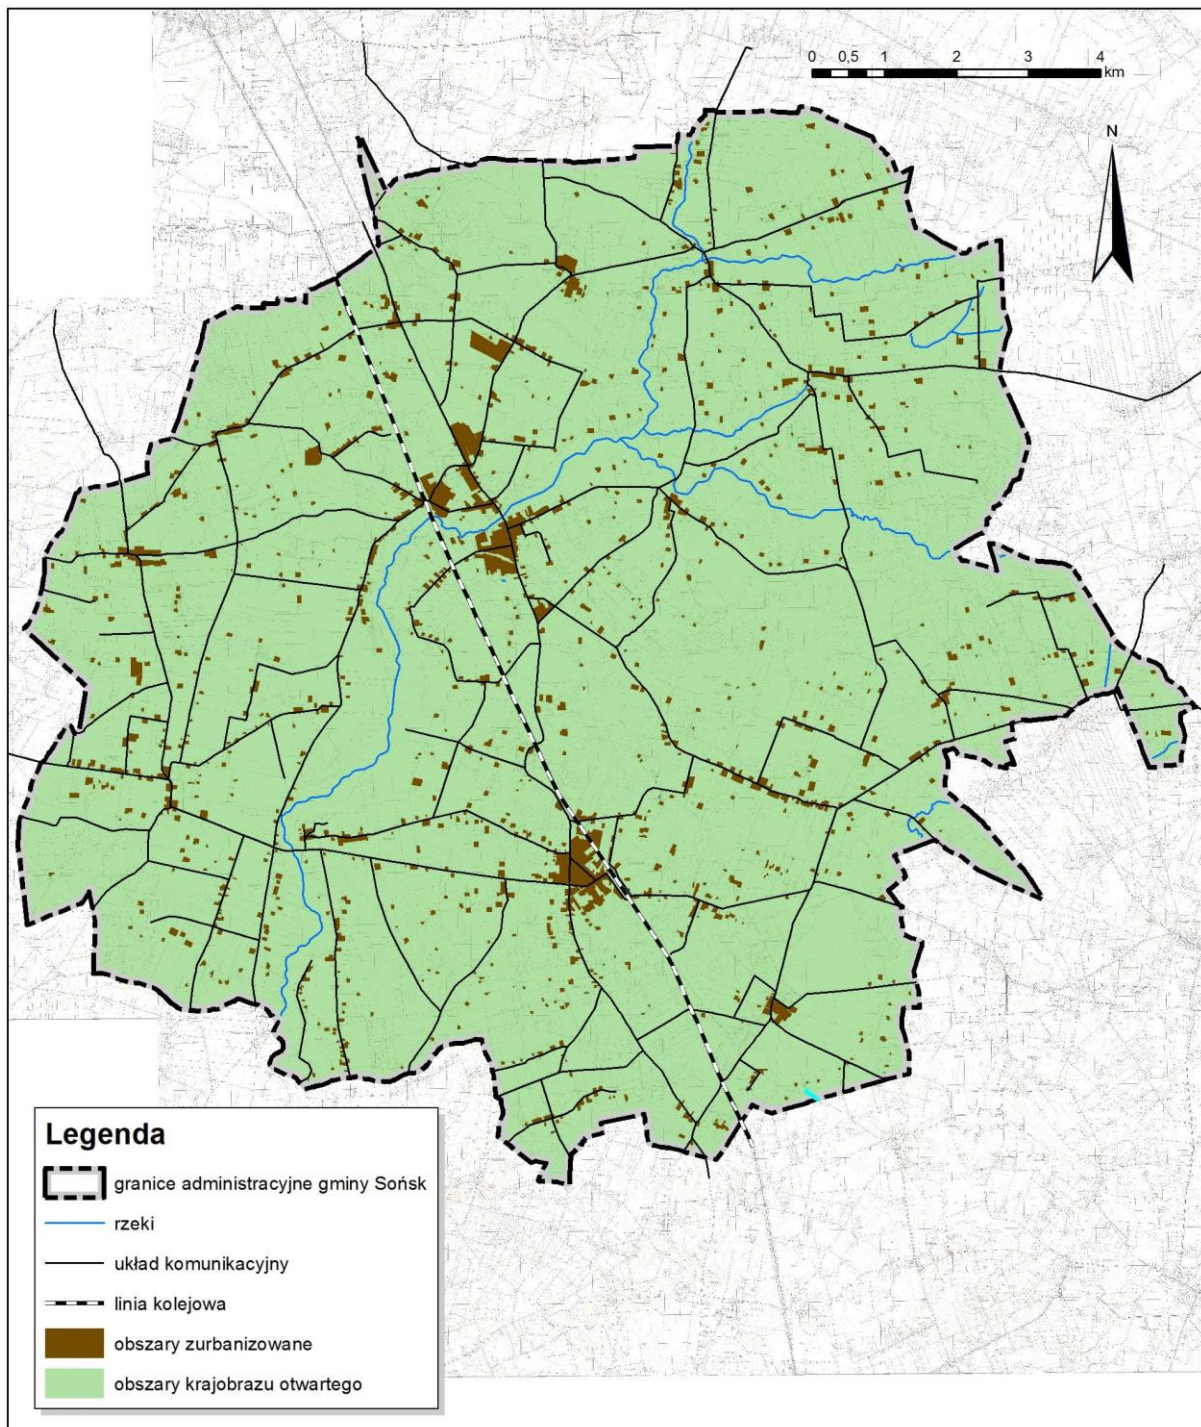 0 0,5 1 2 3 4
km
N
Legenda
granice administracyjne gminy Sońsk
rzeki
układ komunikacyjny
linia kolejowa
obszary zurbanizowane
obszary krajobrazu otwartego